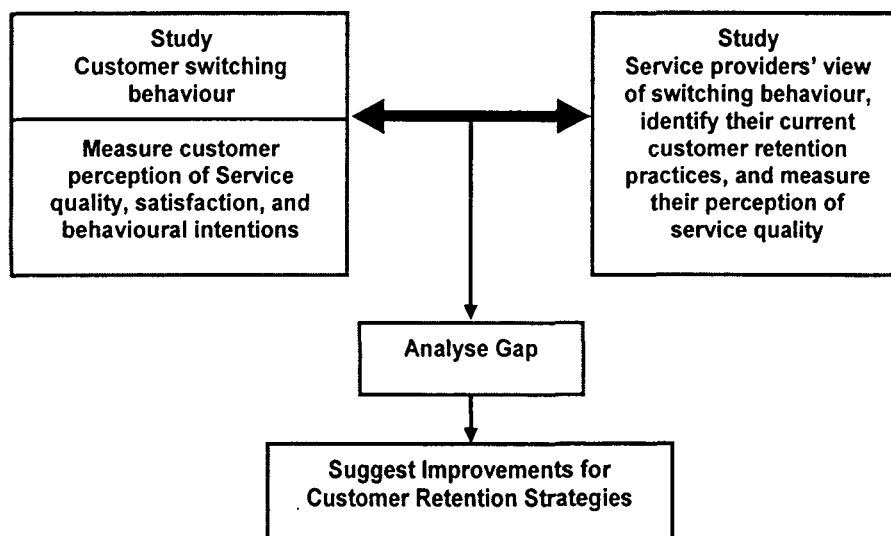 Study
Customer switching
behaviour
Measure customer
perception of Service
quality, satisfaction, and
behavioural intentions
Study
Service providers' view
of switching behaviour,
identify their current
customer retention
practices, and measure
their perception of
service quality
Analyse Gap
Suggest Improvements for
Customer Retention Strategies